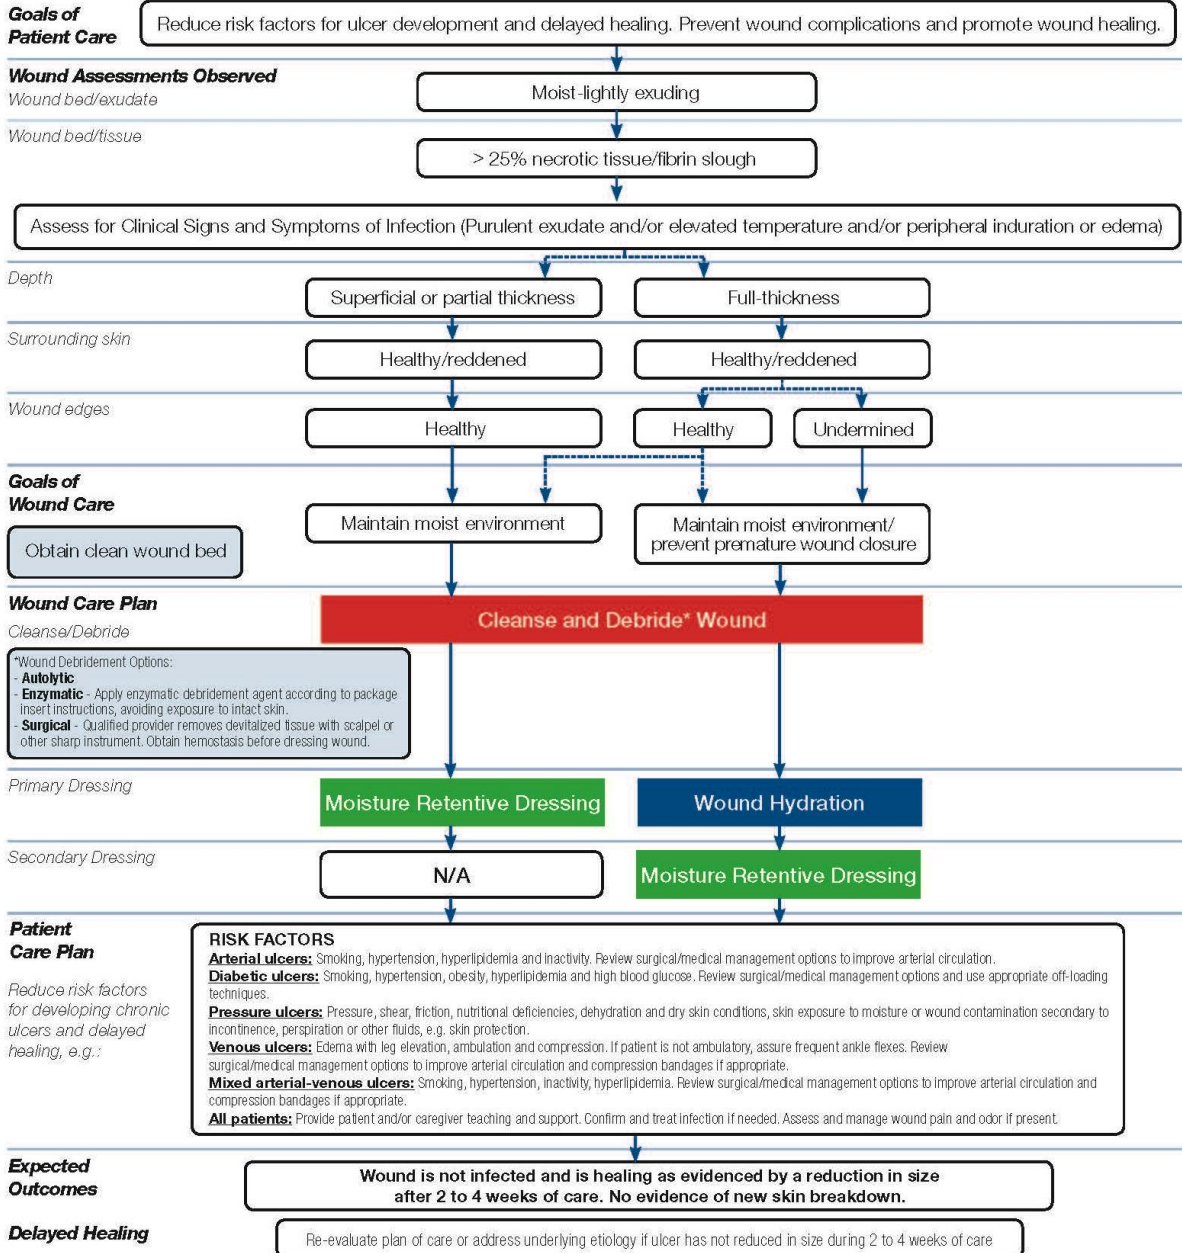 Goals of
Patient Care
Reduce risk factors for ulcer development and delayed healing. Prevent wound complications and promote wound healing.
Wound Assessments Observed
Wound bed/exudate
Moist-lightly exuding
Wound bed/tissue
> 25% necrotic tissue/fibrin slough
Assess for Clinical Signs and Symptoms of Infection (Purulent exudate and/or elevated temperature and/or peripheral induration or edema)
Depth
Superficial or partial thickness
Full-thickness
Surrounding skin
Healthy/reddened
Healthy/reddened
Wound edges
Healthy
Healthy
Undermined
Goals of
Wound Care
Obtain clean wound bed
Maintain moist environment
Maintain moist environment/
prevent premature wound closure
Wound Care Plan
Cleanse/Debride
Cleanse and Debride* Wound
*Wound Debridement Options:
- Autolytic
- Enzymatic - Apply enzymatic debridement agent according to package
insert instructions, avoiding exposure to intact skin.
- Surgical - Qualified provider removes devitalized tissue with scalpel or
other sharp instrument. Obtain hemostasis before dressing wound.
Primary Dressing
Moisture Retentive Dressing
Wound Hydration
Secondary Dressing
N/A
Moisture Retentive Dressing
Patient
Care Plan
Reduce risk factors
for developing chronic
ulcers and delayed
healing, e.g.:
RISK FACTORS
Arterial ulcers: Smoking, hypertension, hyperlipidemia and inactivity. Review surgical/medical management options to improve arterial circulation.
Diabetic ulcers: Smoking, hypertension, obesity, hyperlipidemia and high blood glucose. Review surgical/medical management options and use appropriate off-loading
techniques.
Pressure ulcers: Pressure, shear, friction, nutritional deficiencies, dehydration and dry skin conditions, skin exposure to moisture or wound contamination secondary to
incontinence, perspiration or other fluids, e.g. skin protection.
Venous ulcers: Edema with leg elevation, ambulation and compression. If patient is not ambulatory, assure frequent ankle flexes. Review
surgical/medical management options to improve arterial circulation and compression bandages if appropriate.
Mixed arterial-venous ulcers: Smoking, hypertension, inactivity, hyperlipidemia. Review surgical/medical management options to improve arterial circulation and
compression bandages if appropriate.
All patients: Provide patient and/or caregiver teaching and support. Confirm and treat infection if needed. Assess and manage wound pain and odor if present.
Expected
Outcomes
Wound is not infected and is healing as evidenced by a reduction in size
after 2 to 4 weeks of care. No evidence of new skin breakdown.
Delayed Healing
Re-evaluate plan of care or address underlying etiology if ulcer has not reduced in size during 2 to 4 weeks of care